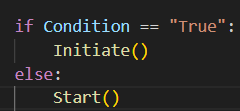 if Condition == "True":
    Initiate()
else:
    Start()